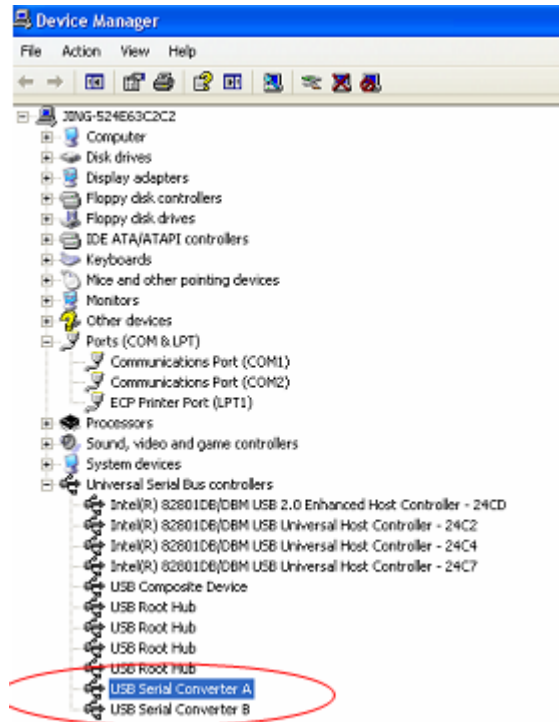 Device Manager
File Action View Help
JING-524E63C2C2
Computer
Disk drives
Display adapters
Floppy disk controllers
Floppy disk drives
IDE ATA/ATAPI controllers
Keyboards
Mice and other pointing devices
Monitors
Other devices
Ports (COM & LPT)
Communications Port (COM1)
Communications Port (COM2)
ECP Printer Port (LPT1)
Processors
Sound, video and game controllers
System devices
Universal Serial Bus controllers
Intel(R) 82801DB/DBM USB 2.0 Enhanced Host Controller - 24CD
Intel(R) 82801DB/DBM USB Universal Host Controller - 24C2
Intel(R) 82801DB/DBM USB Universal Host Controller - 24C4
Intel(R) 82801DB/DBM USB Universal Host Controller - 24C7
USB Composite Device
USB Root Hub
USB Root Hub
USB Root Hub
USB Root Hub
USB Serial Converter A
USB Serial Converter B